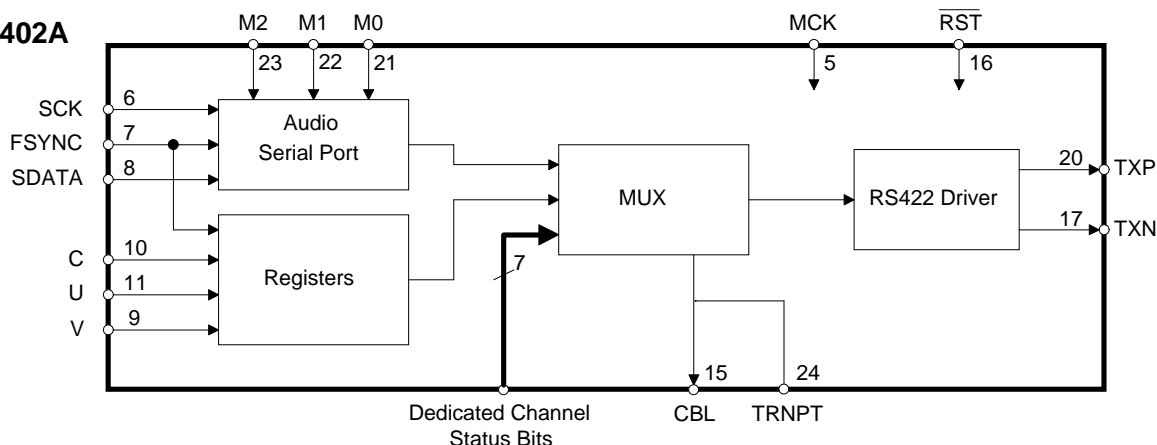 402A
M2 M1 M0 MCK R̅S̅T̅
23 22 21 5 16
SCK 6
FSYNC 7
SDATA 8
Audio
Serial Port
C 10
U 11
V 9
Registers
MUX
7
RS422 Driver
20 TXP
17 TXN
15 24
Dedicated Channel
Status Bits
CBL TRNPT